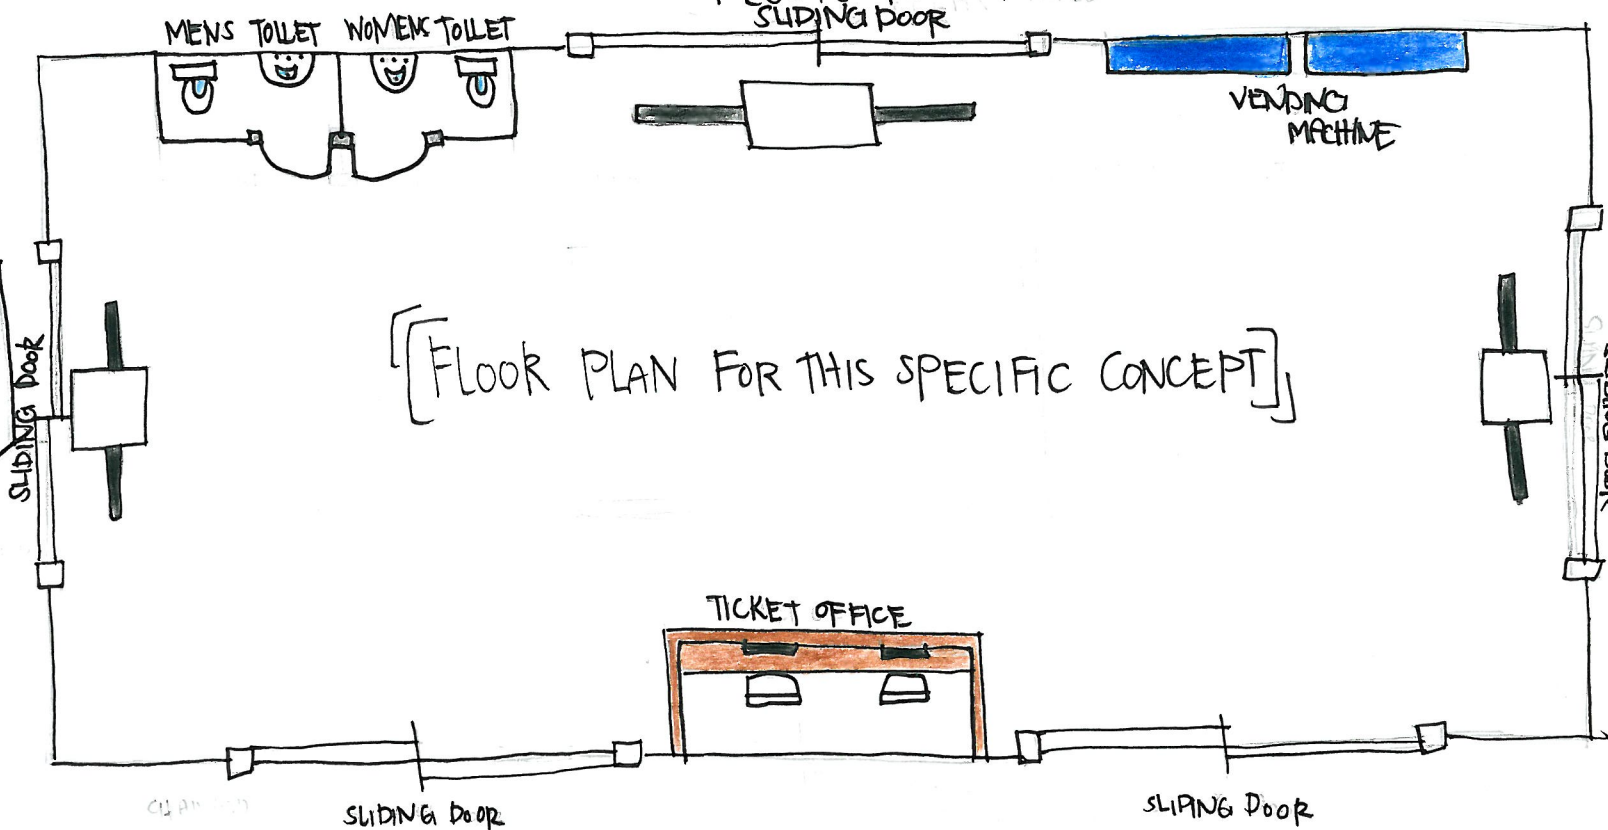 SLIDING DOOR
MENS TOILET WOMENS TOILET
VENDING
MACHINE
SLIDING DOOR
[FLOOR PLAN FOR THIS SPECIFIC CONCEPT]
TICKET OFFICE
SLIDING DOOR
SLIDING DOOR